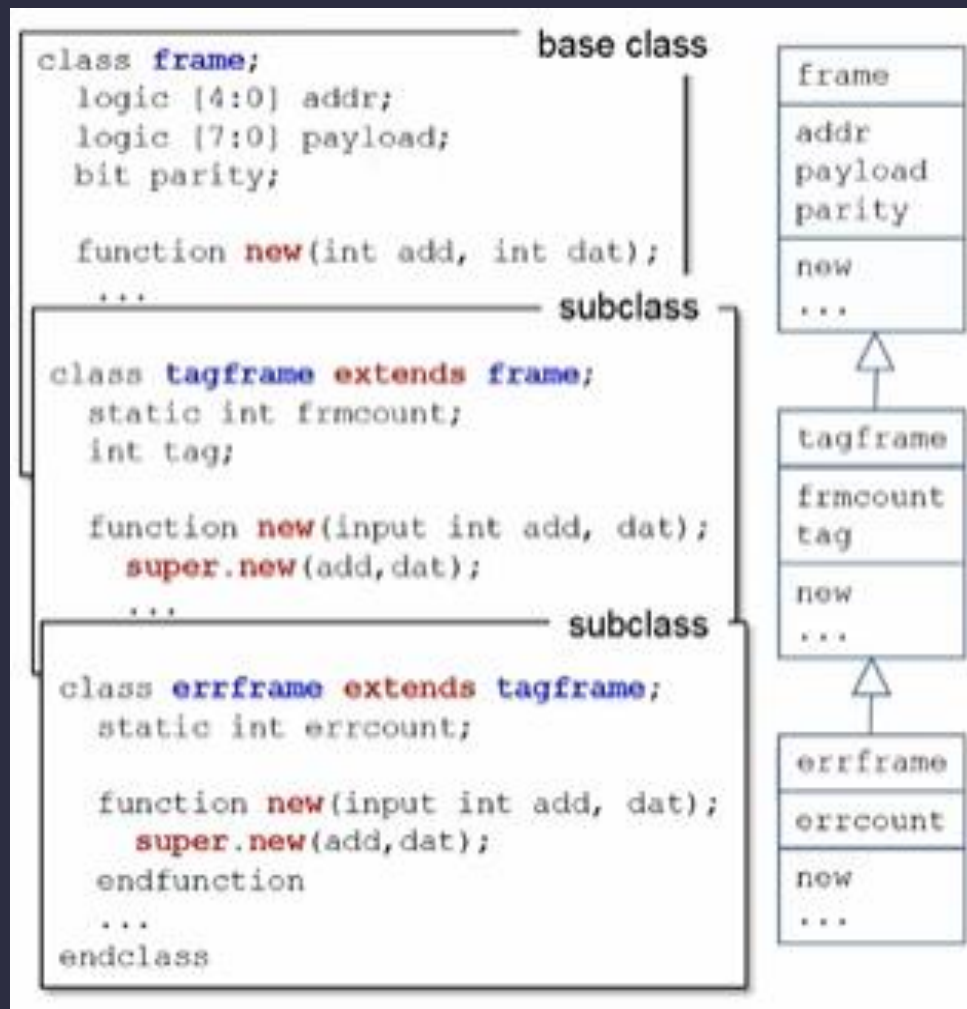 base class
class frame;
logic [4:0] addr;
logic [7:0] payload;
bit parity;
function new(int add, int dat);
...
subclass
class tagframe extends frame;
static int frmcount;
int tag;
function new(input int add, dat);
super.new(add,dat);
...
subclass
class errframe extends tagframe;
static int errcount;
function new(input int add, dat);
super.new(add,dat);
endfunction
...
endclass
frame
addr
payload
parity
new
...
tagframe
frmcount
tag
new
...
errframe
errcount
new
...